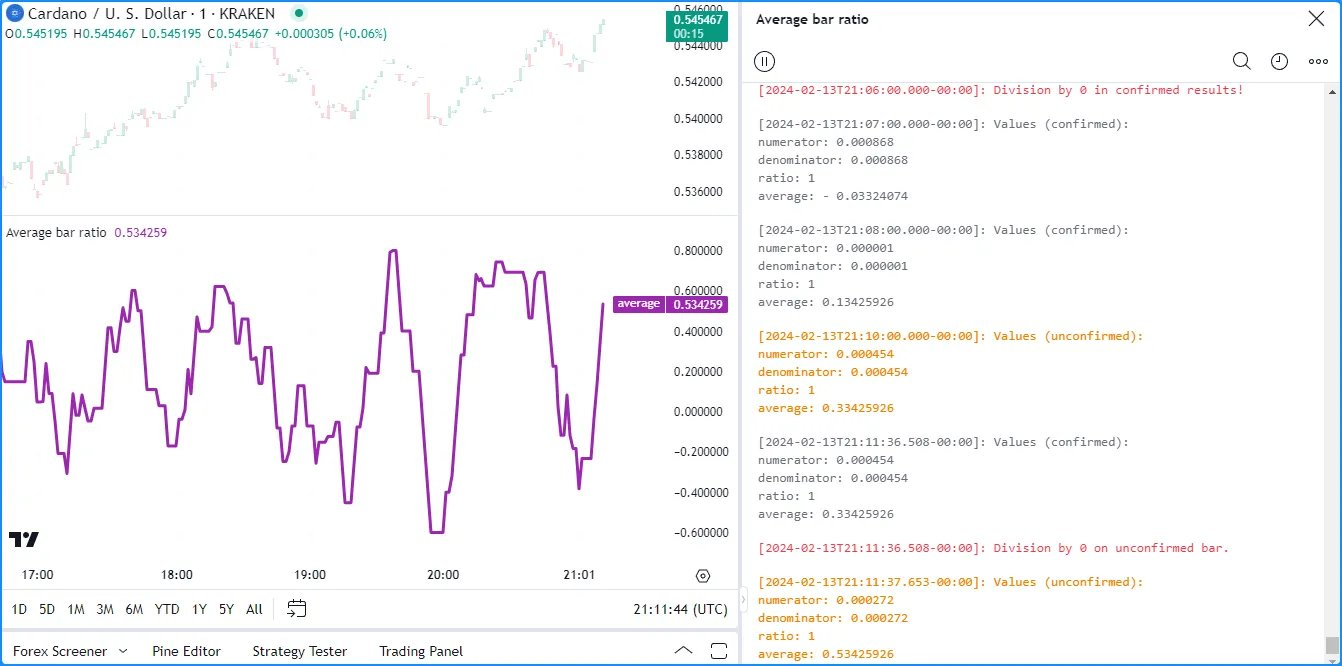 Cardano / U. S. Dollar · 1 · KRAKEN
O0.545195 H0.545467 L0.545195 C0.545467 +0.000305 (+0.06%)
0.546000
0.545467
00:15
0.544000
0.542000
0.540000
0.538000
0.536000
Average bar ratio 0.534259
0.800000
0.600000
average 0.534259
0.400000
0.200000
0.000000
−0.200000
−0.400000
−0.600000
17:00 18:00 19:00 20:00 21:01
1D 5D 1M 3M 6M YTD 1Y 5Y All
21:11:44 (UTC)
Forex Screener Pine Editor Strategy Tester Trading Panel
Average bar ratio
[2024-02-13T21:06:00.000-00:00]: Division by 0 in confirmed results!
[2024-02-13T21:07:00.000-00:00]: Values (confirmed):
numerator: 0.000868
denominator: 0.000868
ratio: 1
average: - 0.03324074
[2024-02-13T21:08:00.000-00:00]: Values (confirmed):
numerator: 0.000001
denominator: 0.000001
ratio: 1
average: 0.13425926
[2024-02-13T21:10:00.000-00:00]: Values (unconfirmed):
numerator: 0.000454
denominator: 0.000454
ratio: 1
average: 0.33425926
[2024-02-13T21:11:36.508-00:00]: Values (confirmed):
numerator: 0.000454
denominator: 0.000454
ratio: 1
average: 0.33425926
[2024-02-13T21:11:36.508-00:00]: Division by 0 on unconfirmed bar.
[2024-02-13T21:11:37.653-00:00]: Values (unconfirmed):
numerator: 0.000272
denominator: 0.000272
ratio: 1
average: 0.53425926